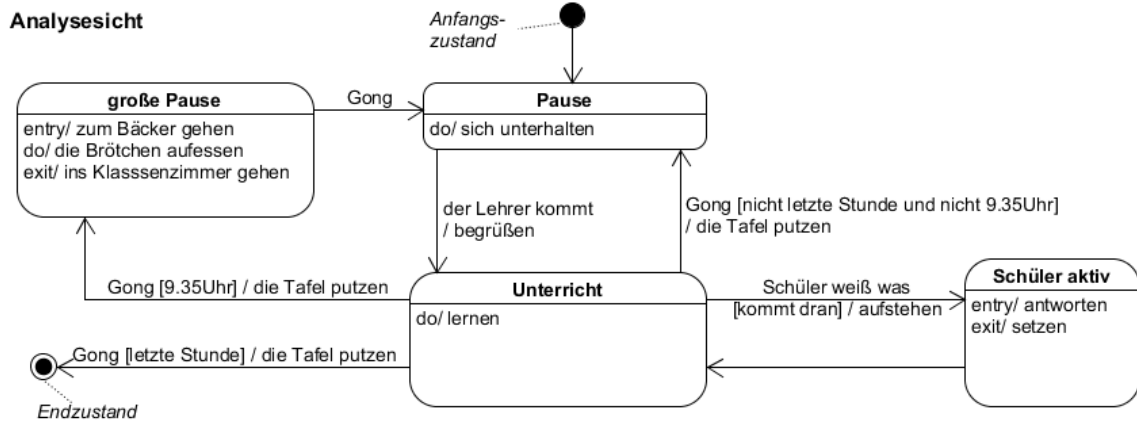 Analysesicht
Anfangs-
zustand
große Pause
entry/ zum Bäcker gehen
do/ die Brötchen aufessen
exit/ ins Klasssenzimmer gehen
Gong
Pause
do/ sich unterhalten
der Lehrer kommt
/ begrüßen
Gong [nicht letzte Stunde und nicht 9.35Uhr]
/ die Tafel putzen
Gong [9.35Uhr] / die Tafel putzen
Unterricht
do/ lernen
Schüler weiß was
[kommt dran] / aufstehen
Schüler aktiv
entry/ antworten
exit/ setzen
Gong [letzte Stunde] / die Tafel putzen
Endzustand